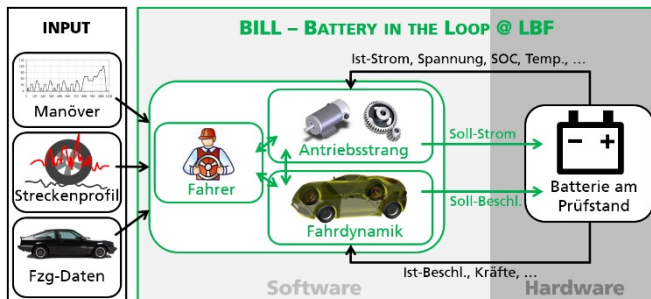 INPUT
BILL – BATTERY IN THE LOOP @ LBF
Manöver
Streckenprofil
Fzg-Daten
Ist-Strom, Spannung, SOC, Temp., ...
Fahrer
Antriebsstrang
Fahrdynamik
Soll-Strom
Soll-Beschl.
Batterie am
Prüfstand
Ist-Beschl., Kräfte, ...
Software
Hardware